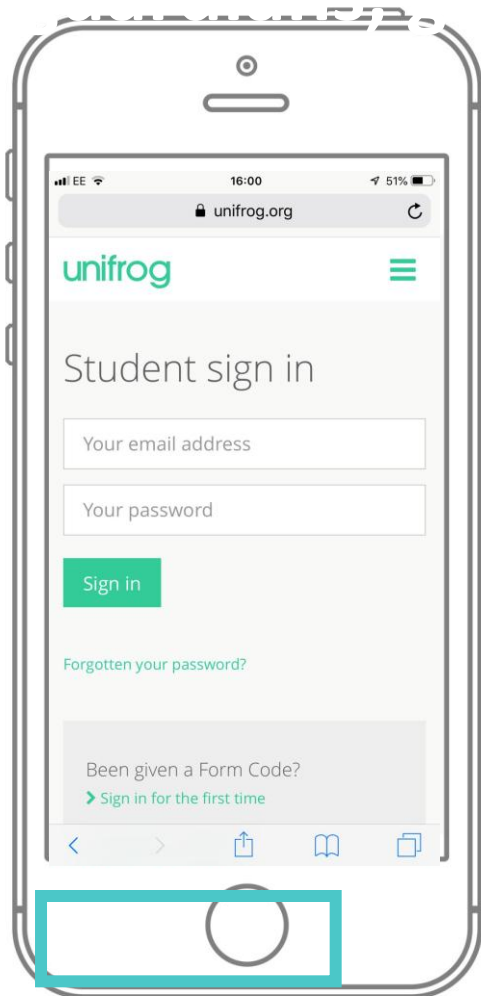 EE 16:00 51%
unifrog.org
unifrog
Student sign in
Your email address
Your password
Sign in
Forgotten your password?
Been given a Form Code?
Sign in for the first time